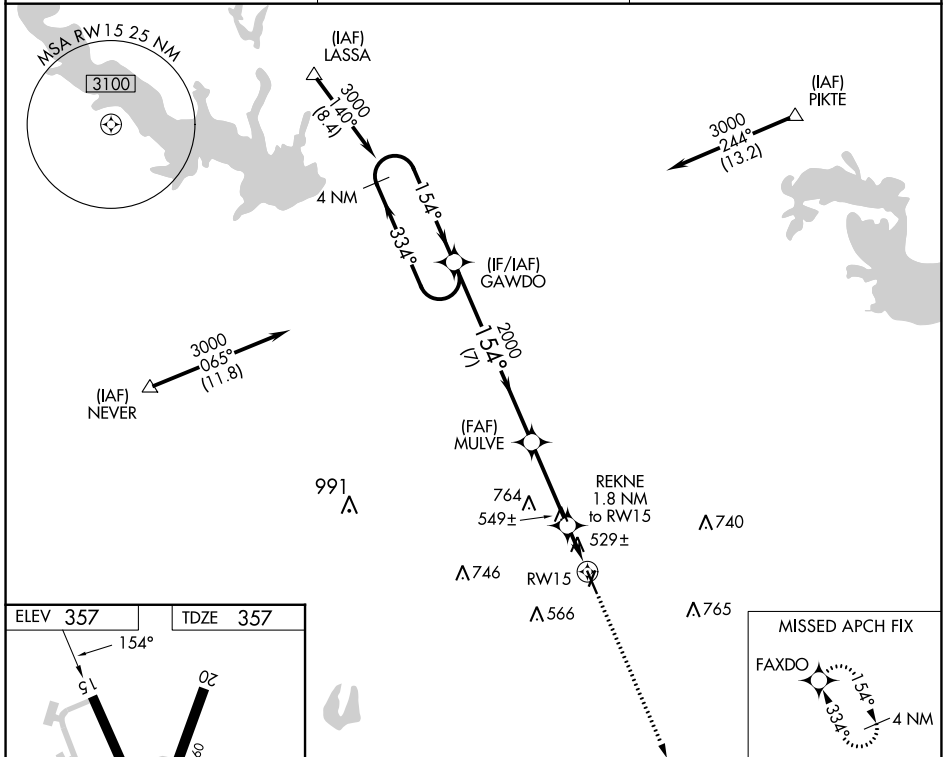 MSA RW15 25 NM
3100
(IAF)
LASSA
3000
140°
(8.4)
(IAF)
PIKTE
3000
244°
(13.2)
4 NM
154°
334°
(IF/IAF)
GAWDO
2000
154°
(7)
3000
065°
(11.8)
(IAF)
NEVER
(FAF)
MULVE
991
764
549±
REKNE
1.8 NM
to RW15
740
529±
746
RW15
566
765
ELEV 357
TDZE 357
154°
15
20
60
MISSED APCH FIX
FAXDO
154°
334°
4 NM